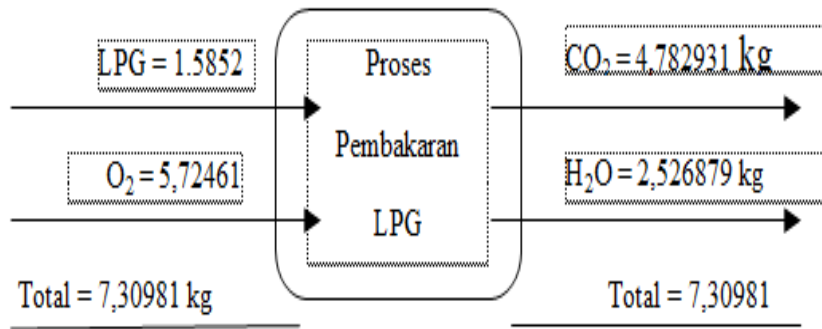 LPG = 1.5852
O₂ = 5,72461
Total = 7,30981 kg
Proses
Pembakaran
LPG
CO₂ = 4,782931 kg
H₂O = 2,526879 kg
Total = 7,30981